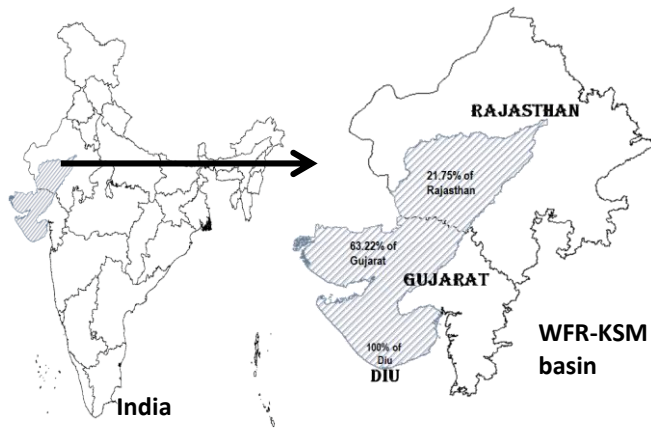 RAJASTHAN
21.75% of
Rajasthan
63.22% of
Gujarat
GUJARAT
100% of
Diu
DIU
WFR-KSM
basin
India